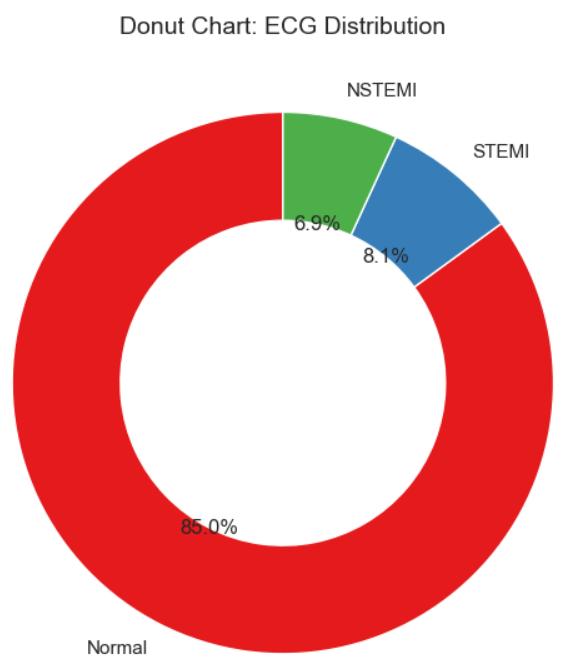 Donut Chart: ECG Distribution
NSTEMI
STEMI
6.9%
8.1%
85.0%
Normal